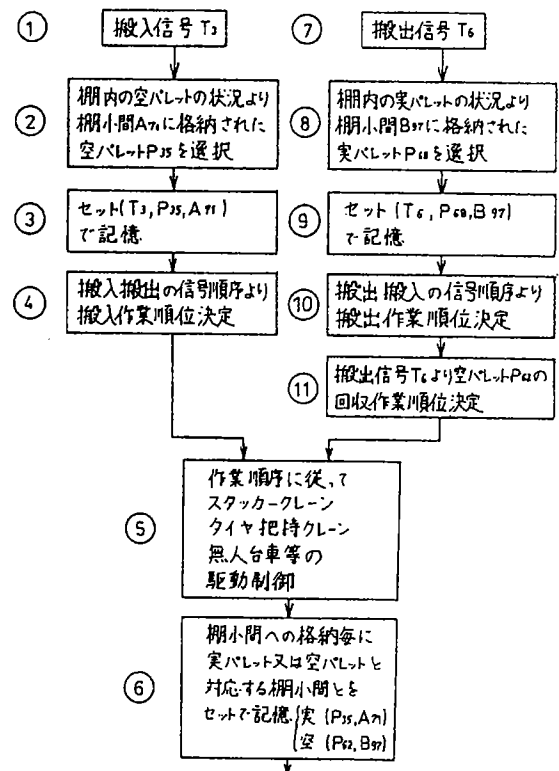 ①
搬入信号 T3
②
棚内の空パレットの状況より
棚小間A71に格納された
空パレットP35を選択
③
セット(T3,P35,A71)
で記憶
④
搬入搬出の信号順序より
搬入作業順位決定
⑦
搬出信号 T6
⑧
棚内の実パレットの状況より
棚小間B97に格納された
実パレットP68を選択
⑨
セット(T6,P68,B97)
で記憶
⑩
搬出搬入の信号順序より
搬出作業順位決定
⑪
搬出信号T6より空パレットP62の
回収作業順位決定
⑤
作業順序に従って
スタッカークレーン
タイヤ把持クレーン
無人台車等の
駆動制御
⑥
棚小間への格納毎に
実パレット又は空パレットと
対応する棚小間とを
セットで記憶{実(P35,A71)
空(P62,B97)